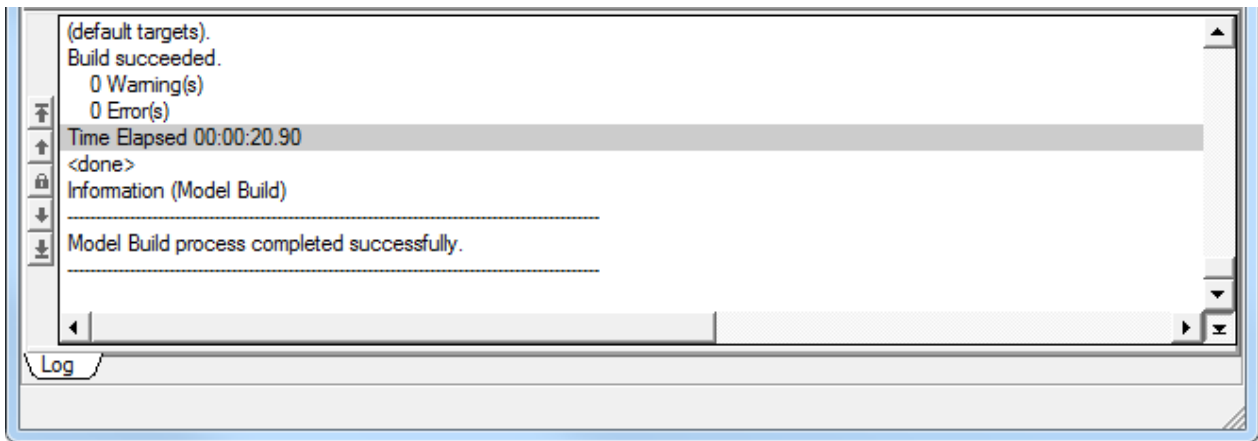 (default targets).
Build succeeded.
0 Warning(s)
0 Error(s)
Time Elapsed 00:00:20.90
<done>
Information (Model Build)
--------------------------------------------------------------------------------
Model Build process completed successfully.
--------------------------------------------------------------------------------
Log